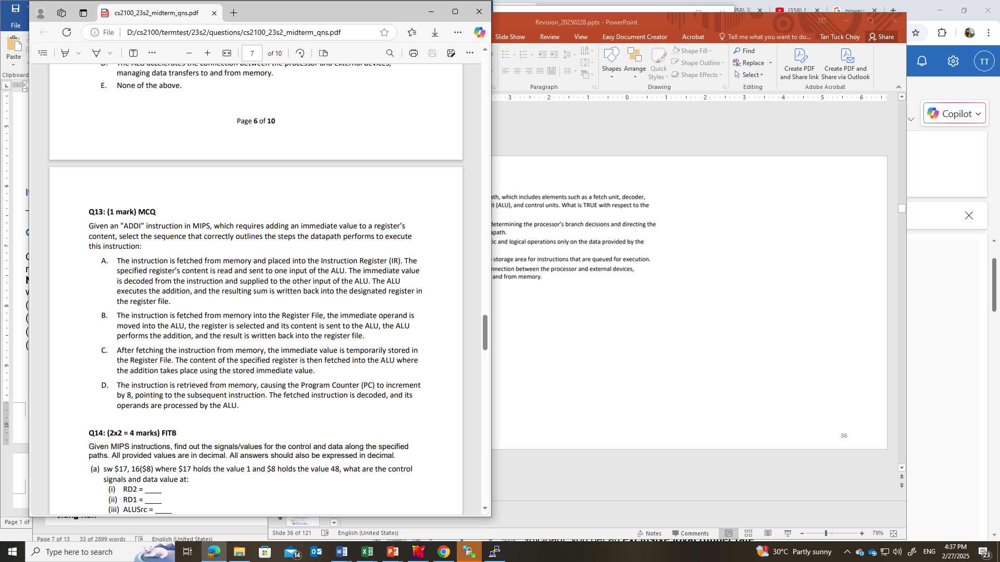 cs2100_23s2_midterm_qns.pdf
File
D:/cs2100/termtest/23s2/questions/cs2100_23s2_midterm_qns.pdf
7 of 10
managing data transfers to and from memory.
E. None of the above.
Page 6 of 10
Q13: (1 mark) MCQ
Given an "ADDI" instruction in MIPS, which requires adding an immediate value to a register's
content, select the sequence that correctly outlines the steps the datapath performs to execute
this instruction:
A. The instruction is fetched from memory and placed into the Instruction Register (IR). The
specified register's content is read and sent to one input of the ALU. The immediate value
is decoded from the instruction and supplied to the other input of the ALU. The ALU
executes the addition, and the resulting sum is written back into the designated register in
the register file.
B. The instruction is fetched from memory into the Register File, the immediate operand is
moved into the ALU, the register is selected and its content is sent to the ALU, the ALU
performs the addition, and the result is written back into the register file.
C. After fetching the instruction from memory, the immediate value is temporarily stored in
the Register File. The content of the specified register is then fetched into the ALU where
the addition takes place using the stored immediate value.
D. The instruction is retrieved from memory, causing the Program Counter (PC) to increment
by 8, pointing to the subsequent instruction. The fetched instruction is decoded, and its
operands are processed by the ALU.
Q14: (2x2 = 4 marks) FITB
Given MIPS instructions, find out the signals/values for the control and data along the specified
paths. All provided values are in decimal. All answers should also be expressed in decimal.
(a) sw $17, 16($8) where $17 holds the value 1 and $8 holds the value 48, what are the control
signals and data value at:
(i) RD2 = ____
(ii) RD1 = ____
(iii) ALUSrc = ____
File
Paste
Clipboard
Page 1 of
Page 7 of 13 33 of 2899 words English (United States)
Revision_20250228.pptx - PowerPoint
Slide Show Review View Easy Document Creator Acrobat Tell me what you want to do... Tan Tuck Choy Share
Shapes Arrange Quick Styles
Shape Fill
Shape Outline
Shape Effects
Find
Replace
Select
Create PDF and Share link
Create PDF and Share via Outlook
Paragraph Drawing Editing Adobe Acrobat
3 2 1 0 1 2 3 4 5 6
ath, which includes elements such as a fetch unit, decoder,
it (ALU), and control units. What is TRUE with respect to the
determining the processor's branch decisions and directing the
apath.
ic and logical operations only on the data provided by the
storage area for instructions that are queued for execution.
nnection between the processor and external devices,
and from memory.
36
Slide 36 of 121 English (United States)
Notes Comments 79%
(358)
TT
Copilot
Type here to search
14
30°C Partly sunny
ENG
4:37 PM
2/27/2025
23